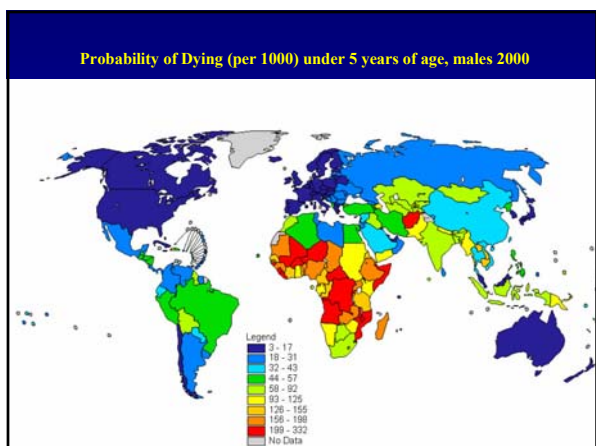 Probability of Dying (per 1000) under 5 years of age, males 2000
Legend
3 - 17
18 - 31
32 - 43
44 - 57
58 - 92
93 - 125
126 - 155
156 - 198
199 - 332
No Data